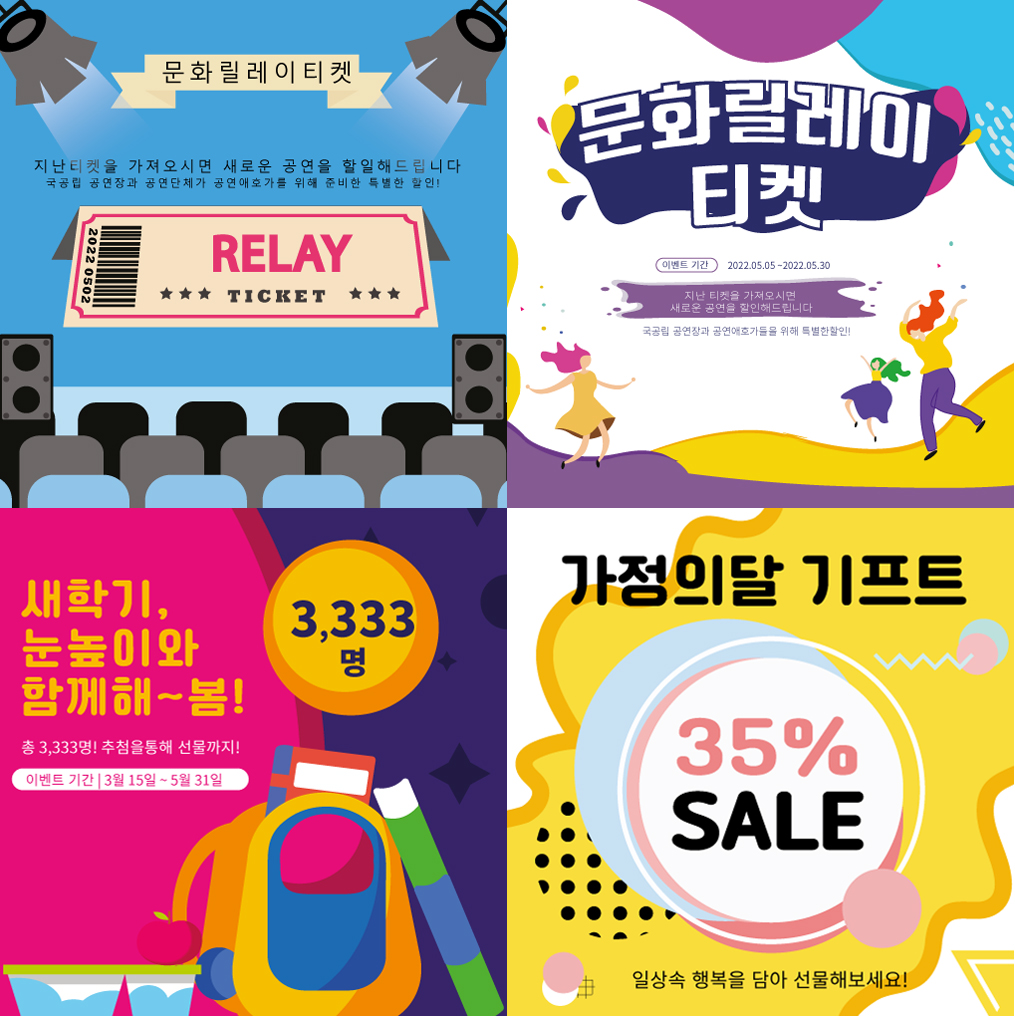 문화릴레이티켓
지난티켓을 가져오시면 새로운 공연을 할일해드립니다
국공립 공연장과 공연단체가 공연애호가를 위해 준비한 특별한 할인!
2022 0502
RELAY
★★★ TICKET ★★★
문화릴레이
티켓
이벤트 기간 2022.05.05 ~2022.05.30
지난 티켓을 가져오시면
새로운 공연을 할인해드립니다
국공립 공연장과 공연애호가들을 위해 특별한할인!
새학기,
눈높이와
함께해~봄!
총 3,333명! 추첨을통해 선물까지!
이벤트 기간 | 3월 15일 ~ 5월 31일
3,333
명
가정의달 기프트
35%
SALE
일상속 행복을 담아 선물해보세요!